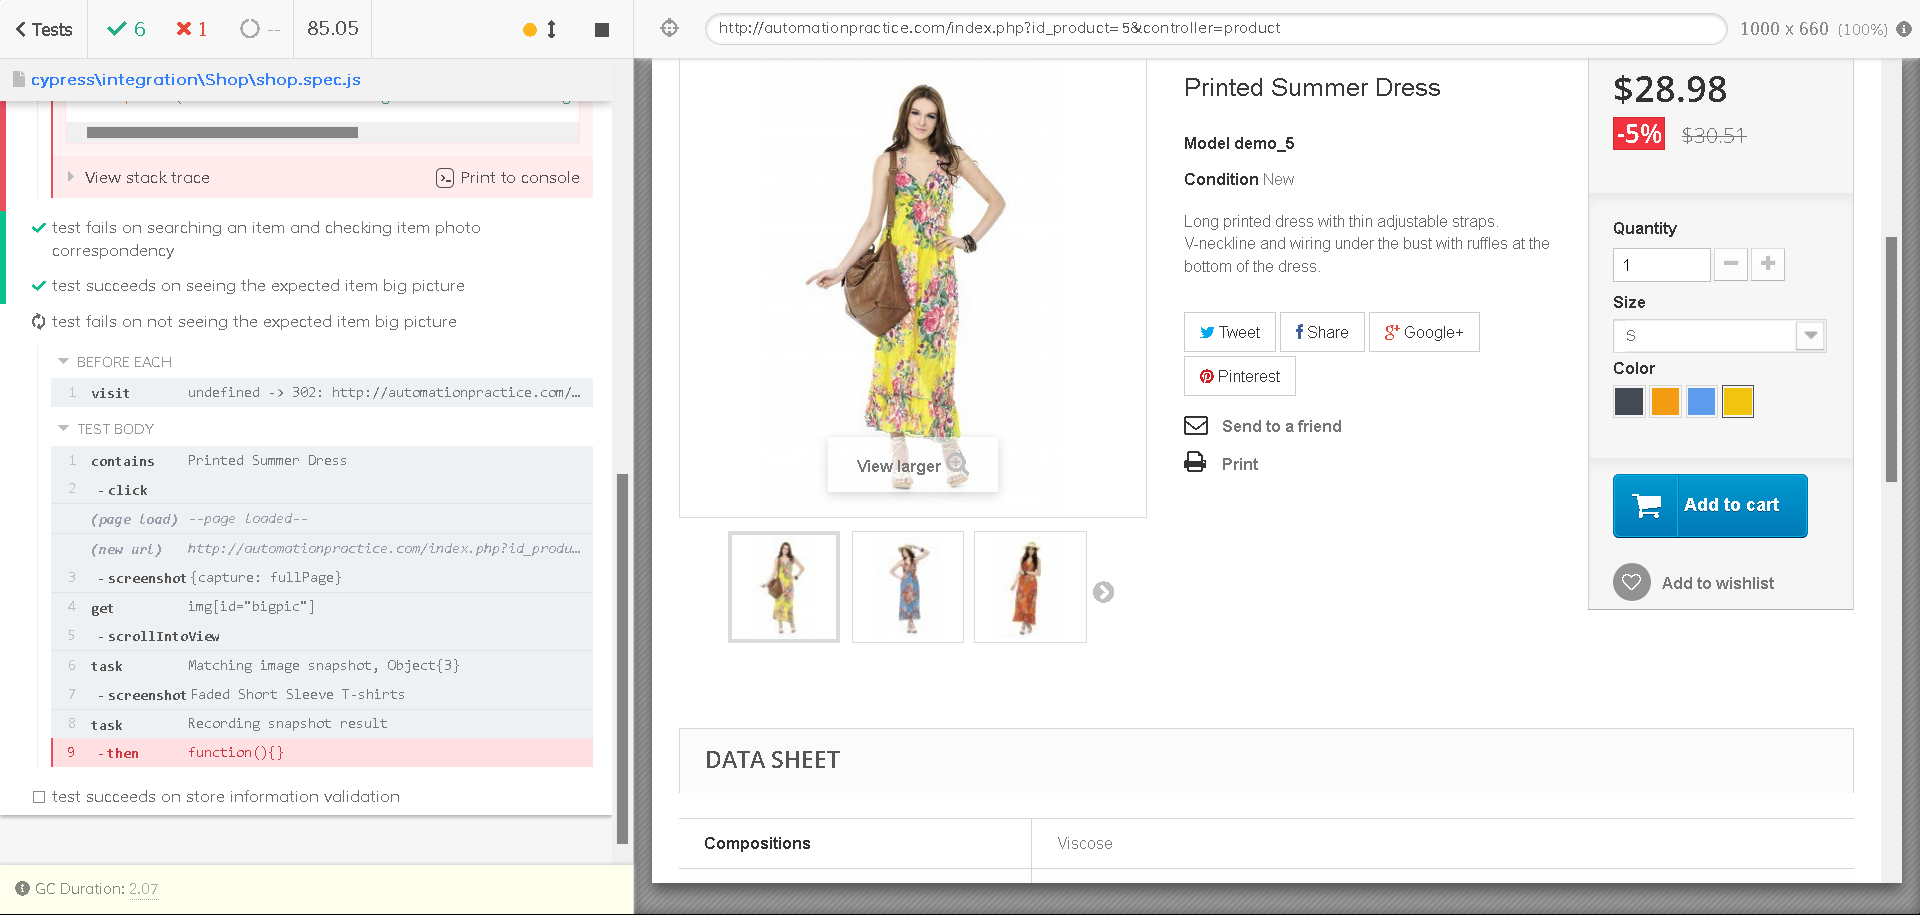 Tests
6
1
--
85.05
http://automationpractice.com/index.php?id_product=5&controller=product
1000 x 660 (100%)
cypress\integration\Shop\shop.spec.js
View stack trace
Print to console
test fails on searching an item and checking item photo
correspondency
test succeeds on seeing the expected item big picture
test fails on not seeing the expected item big picture
BEFORE EACH
1 visit undefined -> 302: http://automationpractice.com/…
TEST BODY
1 contains Printed Summer Dress
2 - click
(page load) --page loaded--
(new url) http://automationpractice.com/index.php?id_produ…
3 - screenshot {capture: fullPage}
4 get img[id="bigpic"]
5 - scrollIntoView
6 task Matching image snapshot, Object{3}
7 - screenshot Faded Short Sleeve T-shirts
8 task Recording snapshot result
9 - then function(){}
test succeeds on store information validation
GC Duration: 2.07
View larger
Printed Summer Dress
Model demo_5
Condition New
Long printed dress with thin adjustable straps.
V-neckline and wiring under the bust with ruffles at the
bottom of the dress.
Tweet
Share
Google+
Pinterest
Send to a friend
Print
$28.98
-5% $30.51
Quantity
1
Size
S
Color
Add to cart
Add to wishlist
DATA SHEET
Compositions Viscose